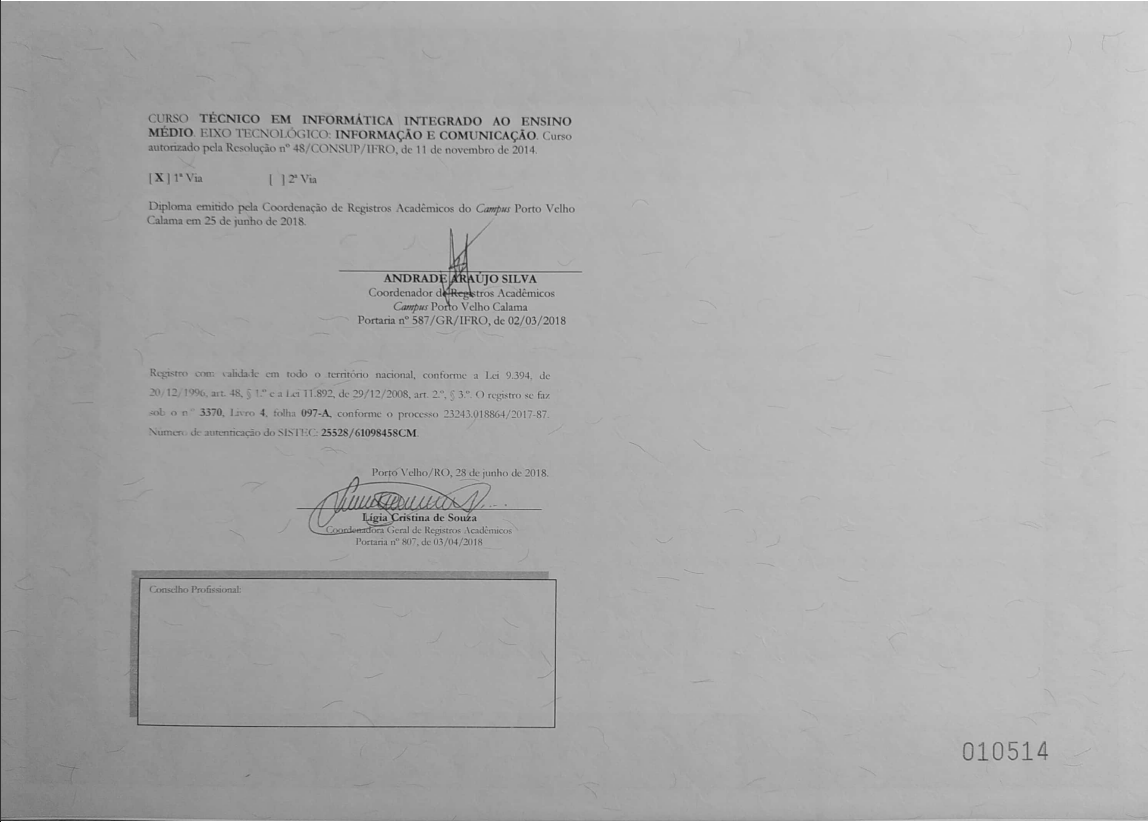 CURSO TÉCNICO EM INFORMÁTICA INTEGRADO AO ENSINO
MÉDIO. EIXO TECNOLÓGICO: INFORMAÇÃO E COMUNICAÇÃO. Curso
autorizado pela Resolução nº 48/CONSUP/IFRO, de 11 de novembro de 2014.
[ X ] 1ª Via [ ] 2ª Via
Diploma emitido pela Coordenação de Registros Acadêmicos do Campus Porto Velho
Calama em 25 de junho de 2018.
ANDRADE ARAÚJO SILVA
Coordenador de Registros Acadêmicos
Campus Porto Velho Calama
Portaria nº 587/GR/IFRO, de 02/03/2018
Registro com validade em todo o território nacional, conforme a Lei 9.394, de
20/12/1996, art. 48, § 1.º e a Lei 11.892, de 29/12/2008, art. 2.º, § 3.º. O registro se faz
sob o nº 3370, Livro 4, folha 097-A, conforme o processo 23243.018864/2017-87.
Número de autenticação do SISTEC: 25528/61098458CM.
Porto Velho/RO, 28 de junho de 2018.
Lígia Cristina de Souza
Coordenadora Geral de Registros Acadêmicos
Portaria nº 807, de 03/04/2018
Conselho Profissional:
010514